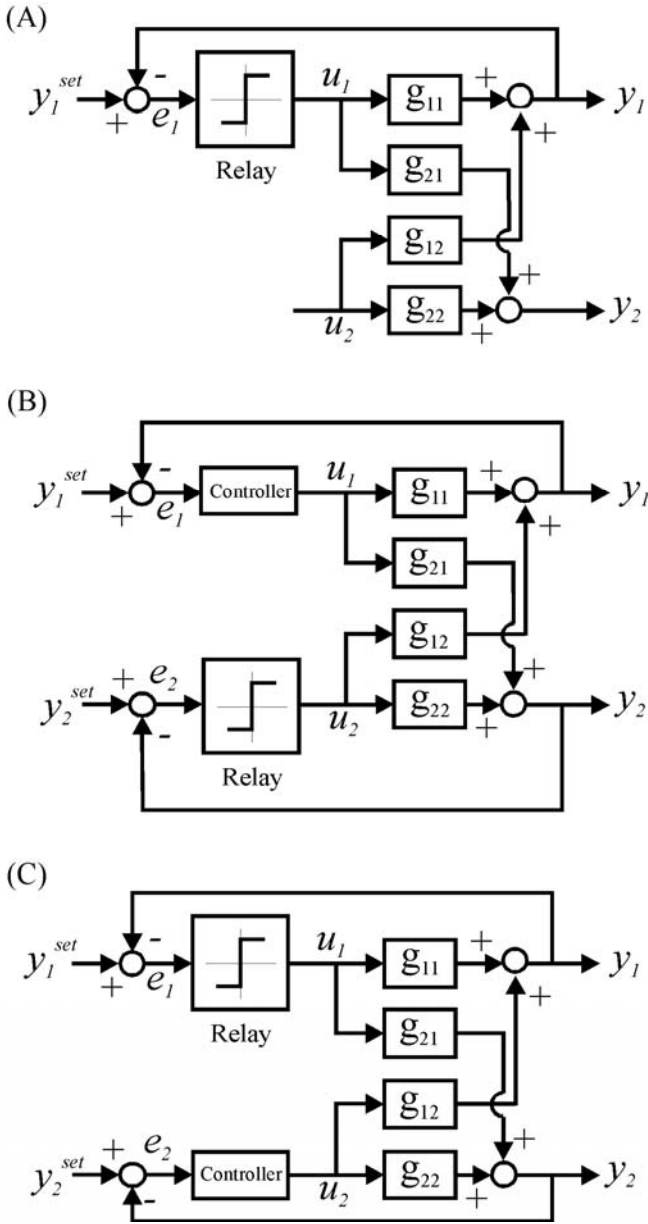 (A)
y₁ˢᵉᵗ + - e₁ Relay u₁ g₁₁ + y₁
g₂₁ +
g₁₂ +
u₂ g₂₂ + y₂
(B)
y₁ˢᵉᵗ + - e₁ Controller u₁ g₁₁ + + y₁
g₂₁
g₁₂
y₂ˢᵉᵗ + - e₂ Relay u₂ g₂₂ + + y₂
(C)
y₁ˢᵉᵗ + - e₁ Relay u₁ g₁₁ + + y₁
g₂₁
g₁₂
y₂ˢᵉᵗ + - e₂ Controller u₂ g₂₂ + + y₂